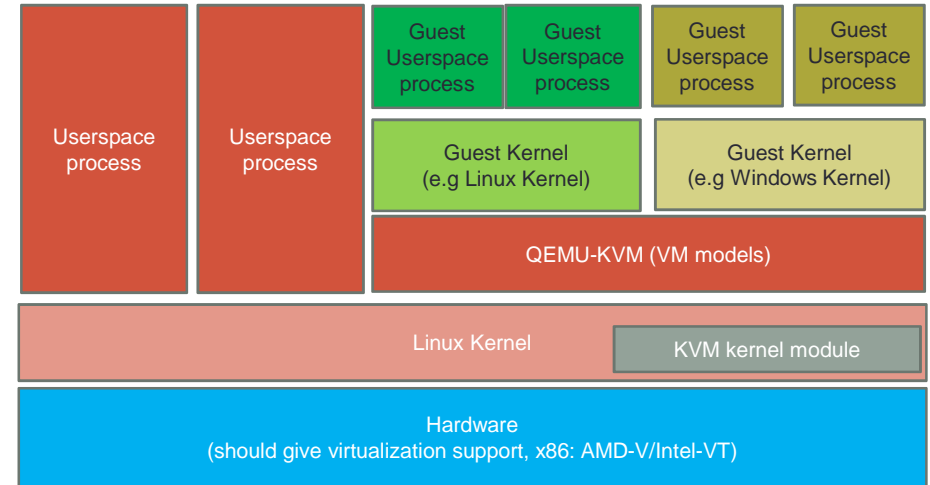 Userspace
process
Userspace
process
Guest
Userspace
process
Guest
Userspace
process
Guest
Userspace
process
Guest
Userspace
process
Guest Kernel
(e.g Linux Kernel)
Guest Kernel
(e.g Windows Kernel)
QEMU-KVM (VM models)
Linux Kernel
KVM kernel module
Hardware
(should give virtualization support, x86: AMD-V/Intel-VT)